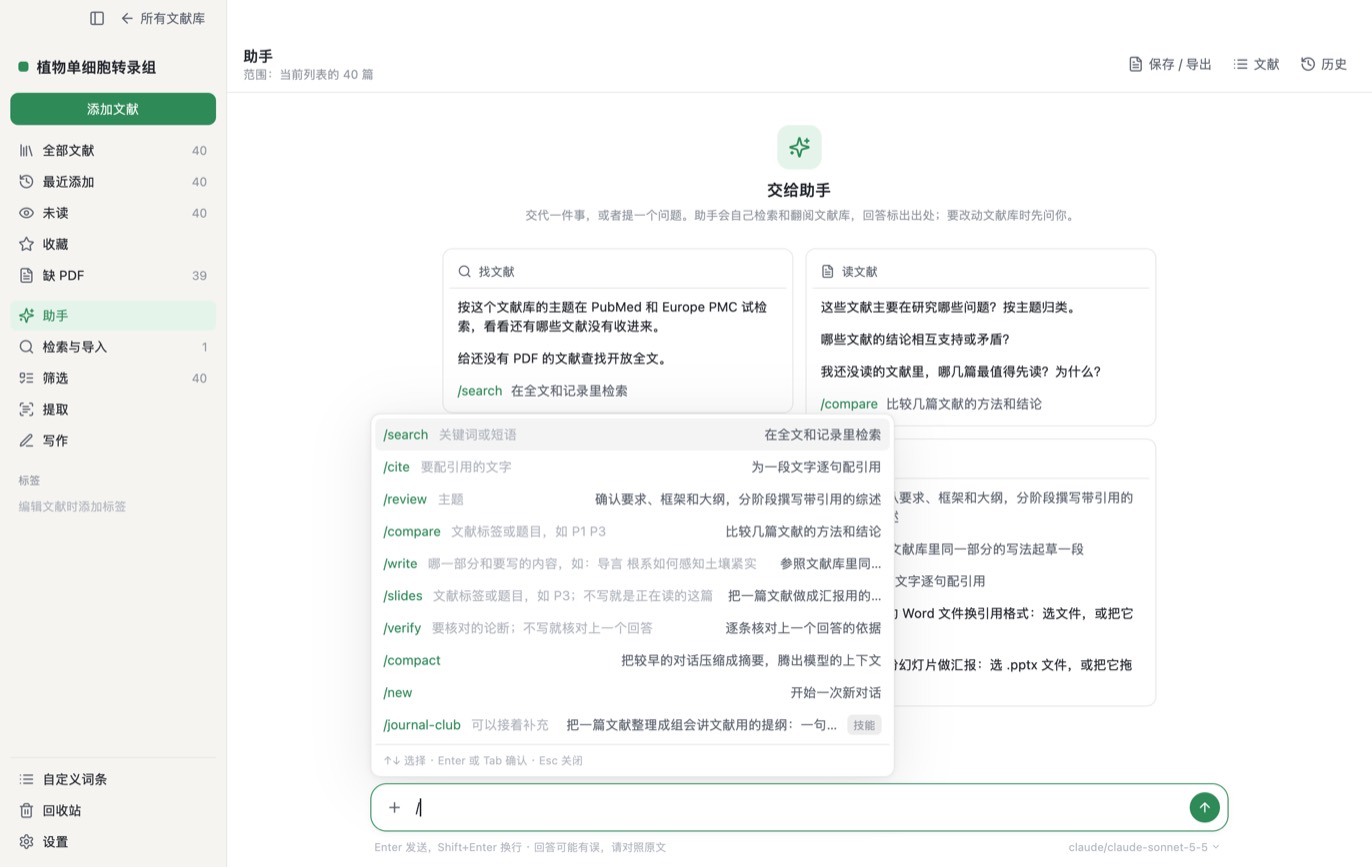 所有文献库
植物单细胞转录组
添加文献
全部文献 40
最近添加 40
未读 40
收藏
缺 PDF 39
助手
检索与导入 1
筛选 40
提取
写作
标签
编辑文献时添加标签
自定义词条
回收站
设置
助手
范围：当前列表的 40 篇
保存 / 导出 文献 历史
交给助手
交代一件事，或者提一个问题。助手会自己检索和翻阅文献库，回答标出出处；要改动文献库时先问你。
找文献
按这个文献库的主题在 PubMed 和 Europe PMC 试检
索，看看还有哪些文献没有收进来。
给还没有 PDF 的文献查找开放全文。
/search 在全文和记录里检索
读文献
这些文献主要在研究哪些问题？按主题归类。
哪些文献的结论相互支持或矛盾？
我还没读的文献里，哪几篇最值得先读？为什么？
/compare 比较几篇文献的方法和结论
/search 关键词或短语 在全文和记录里检索
/cite 要配引用的文字 为一段文字逐句配引用
/review 主题 确认要求、框架和大纲，分阶段撰写带引用的综述
/compare 文献标签或题目，如 P1 P3 比较几篇文献的方法和结论
/write 哪一部分和要写的内容，如：导言 根系如何感知土壤紧实 参照文献库里同...
/slides 文献标签或题目，如 P3；不写就是正在读的这篇 把一篇文献做成汇报用的...
/verify 要核对的论断；不写就核对上一个回答 逐条核对上一个回答的依据
/compact 把较早的对话压缩成摘要，腾出模型的上下文
/new 开始一次新对话
/journal-club 可以接着补充 把一篇文献整理成组会讲文献用的提纲：一句... 技能
↑↓ 选择 · Enter 或 Tab 确认 · Esc 关闭
要求、框架和大纲，分阶段撰写带引用的
文献库里同一部分的写法起草一段
文字逐句配引用
Word 文件换引用格式：选文件，或把它
幻灯片做汇报：选 .pptx 文件，或把它拖
/
Enter 发送，Shift+Enter 换行 · 回答可能有误，请对照原文
claude/claude-sonnet-5-5